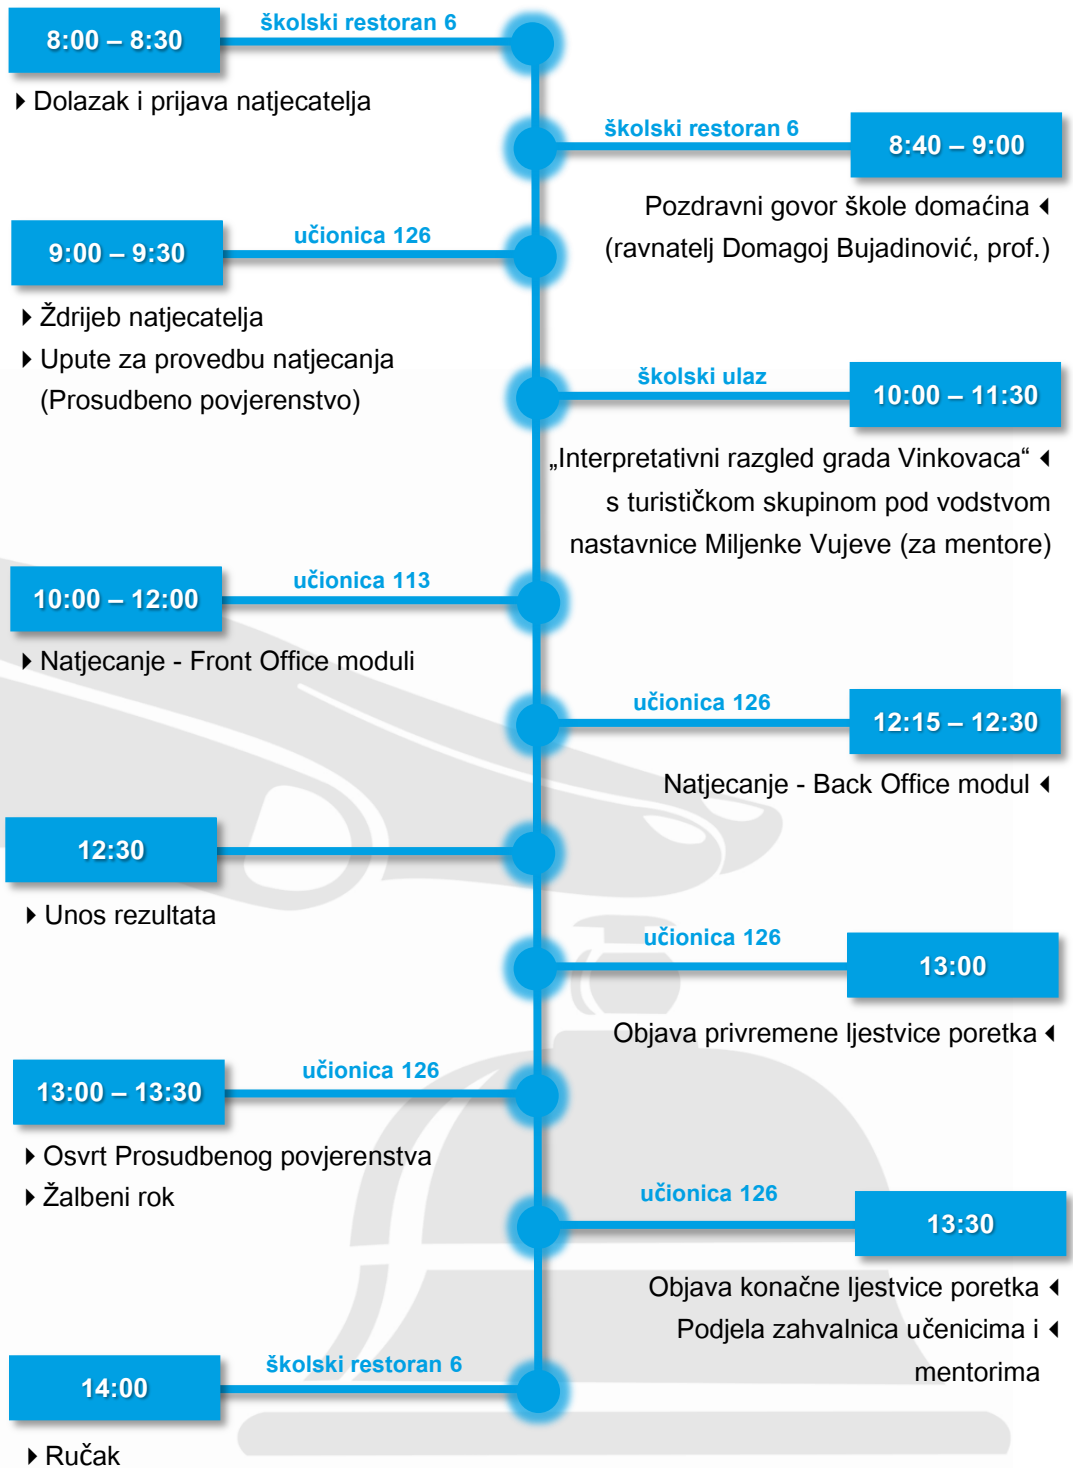 školski restoran 6
8:00 – 8:30
Dolazak i prijava natjecatelja
školski restoran 6
8:40 – 9:00
Pozdravni govor škole domaćina
(ravnatelj Domagoj Bujadinović, prof.)
učionica 126
9:00 – 9:30
Ždrijeb natjecatelja
Upute za provedbu natjecanja
(Prosudbeno povjerenstvo)
školski ulaz
10:00 – 11:30
„Interpretativni razgled grada Vinkovaca“
s turističkom skupinom pod vodstvom
nastavnice Miljenke Vujeve (za mentore)
učionica 113
10:00 – 12:00
Natjecanje - Front Office moduli
učionica 126
12:15 – 12:30
Natjecanje - Back Office modul
12:30
Unos rezultata
učionica 126
13:00
Objava privremene ljestvice poretka
učionica 126
13:00 – 13:30
Osvrt Prosudbenog povjerenstva
Žalbeni rok
učionica 126
13:30
Objava konačne ljestvice poretka
Podjela zahvalnica učenicima i
mentorima
školski restoran 6
14:00
Ručak